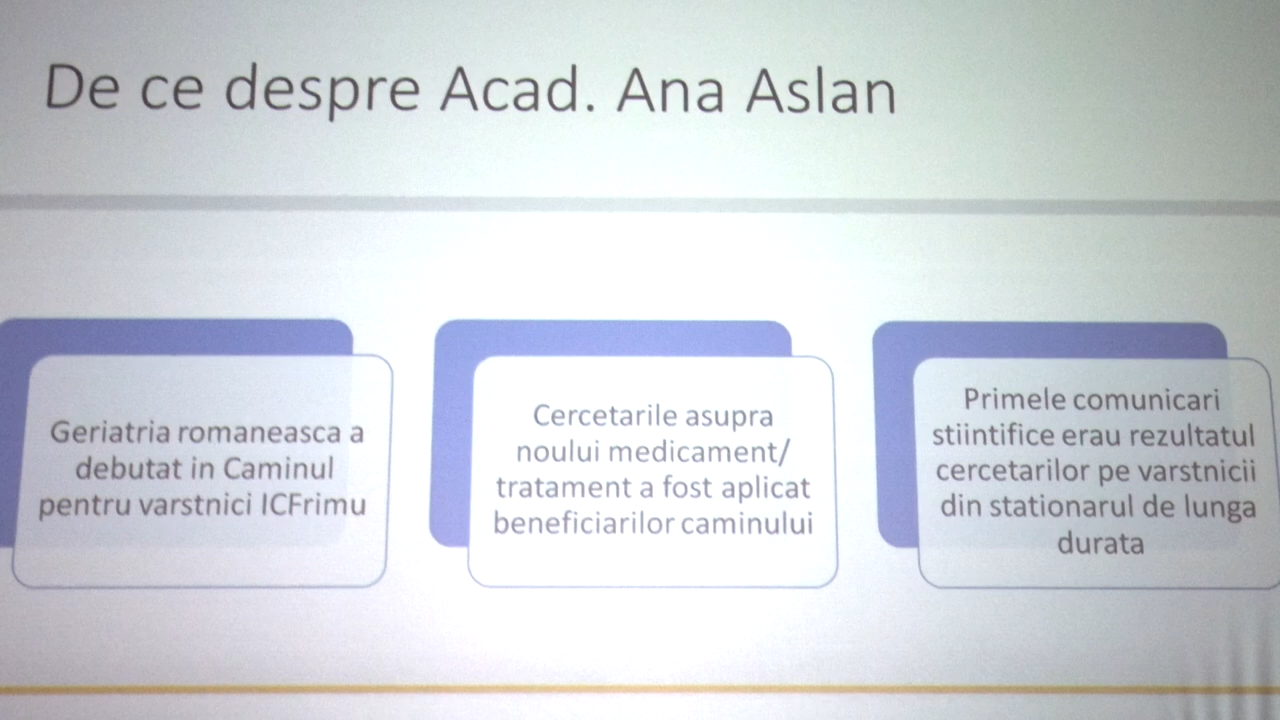 De ce despre Acad. Ana Aslan
Geriatria romaneasca a
debutat in Caminul
pentru varstnici ICFrimu
Cercetarile asupra
noului medicament/
tratament a fost aplicat
beneficiarilor caminului
Primele comunicari
stiintifice erau rezultatul
cercetarilor pe varstnicii
din stationarul de lunga
durata